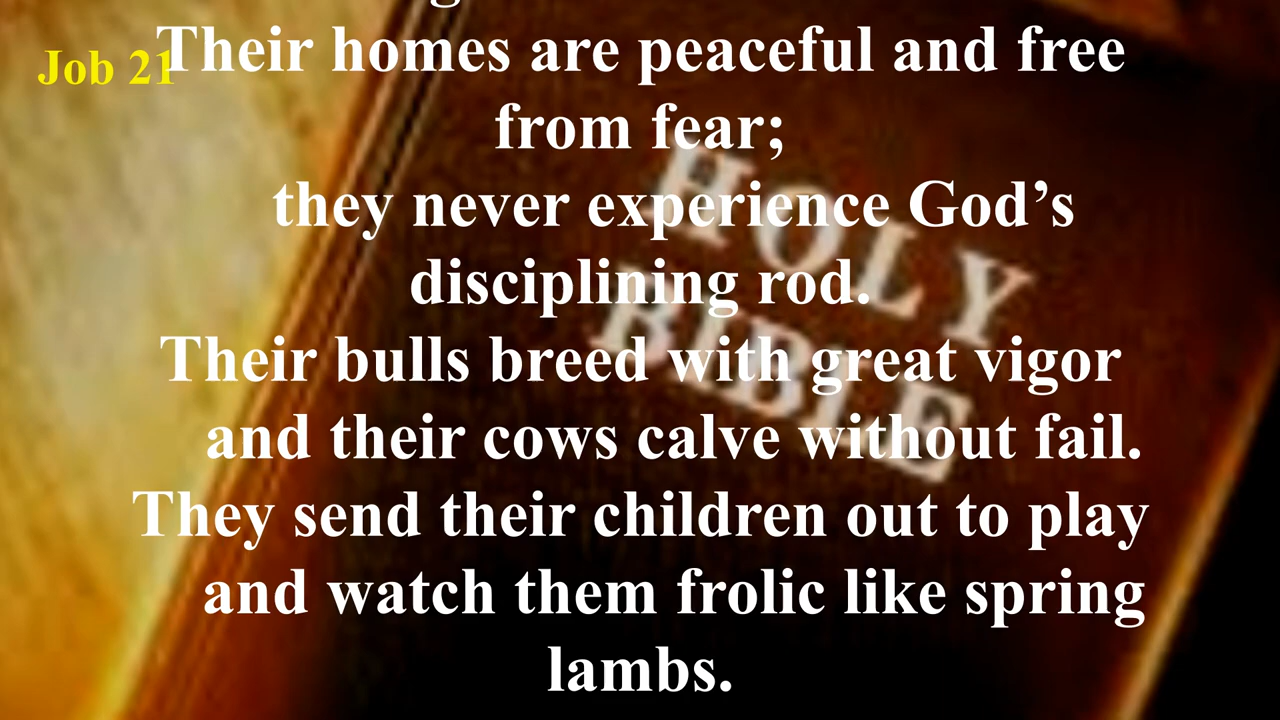 Job 21
Their homes are peaceful and free
from fear;
they never experience God’s
disciplining rod.
Their bulls breed with great vigor
and their cows calve without fail.
They send their children out to play
and watch them frolic like spring
lambs.
HOLY
BIBLE